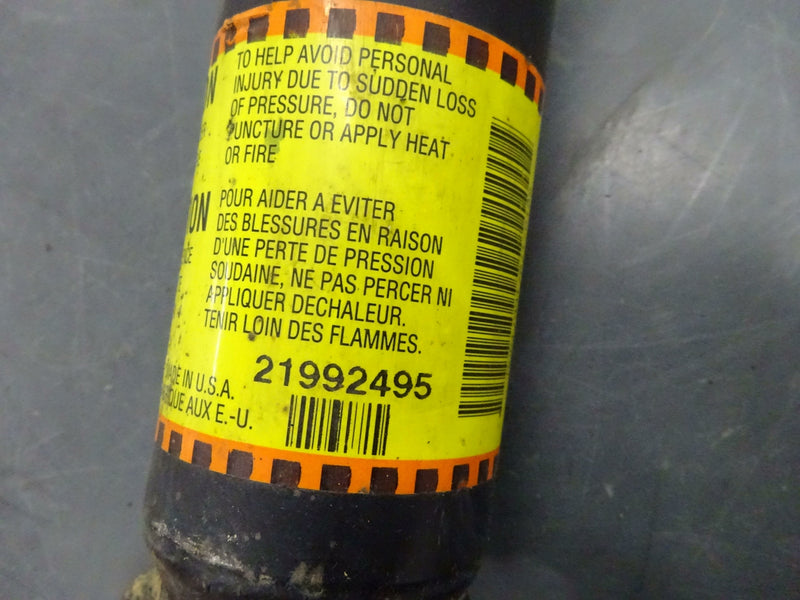 TO HELP AVOID PERSONAL
INJURY DUE TO SUDDEN LOSS
OF PRESSURE, DO NOT
PUNCTURE OR APPLY HEAT
OR FIRE
POUR AIDER A EVITER
DES BLESSURES EN RAISON
D'UNE PERTE DE PRESSION
SOUDAINE, NE PAS PERCER NI
APPLIQUER DECHALEUR.
TENIR LOIN DES FLAMMES.
MADE IN U.S.A.
AUX E.-U.
21992495